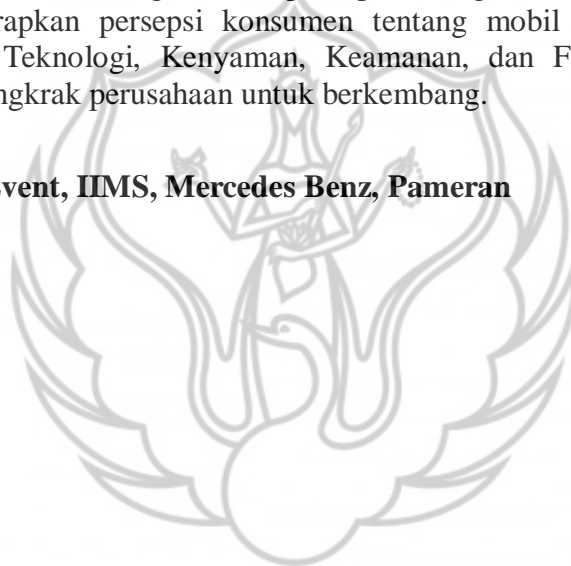 rapkan persepsi konsumen tentang mobil
Teknologi, Kenyaman, Keamanan, dan F
ngkrak perusahaan untuk berkembang.
vent, IIMS, Mercedes Benz, Pameran